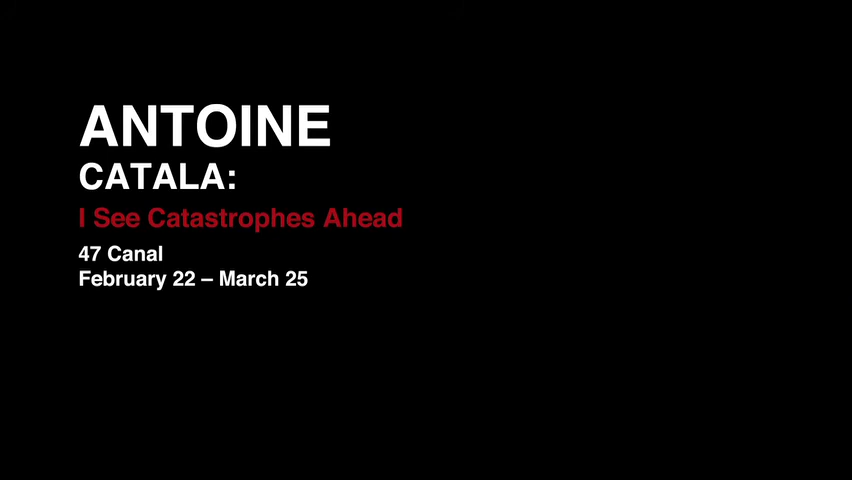 ANTOINE
CATALA:
I See Catastrophes Ahead
47 Canal
February 22 – March 25